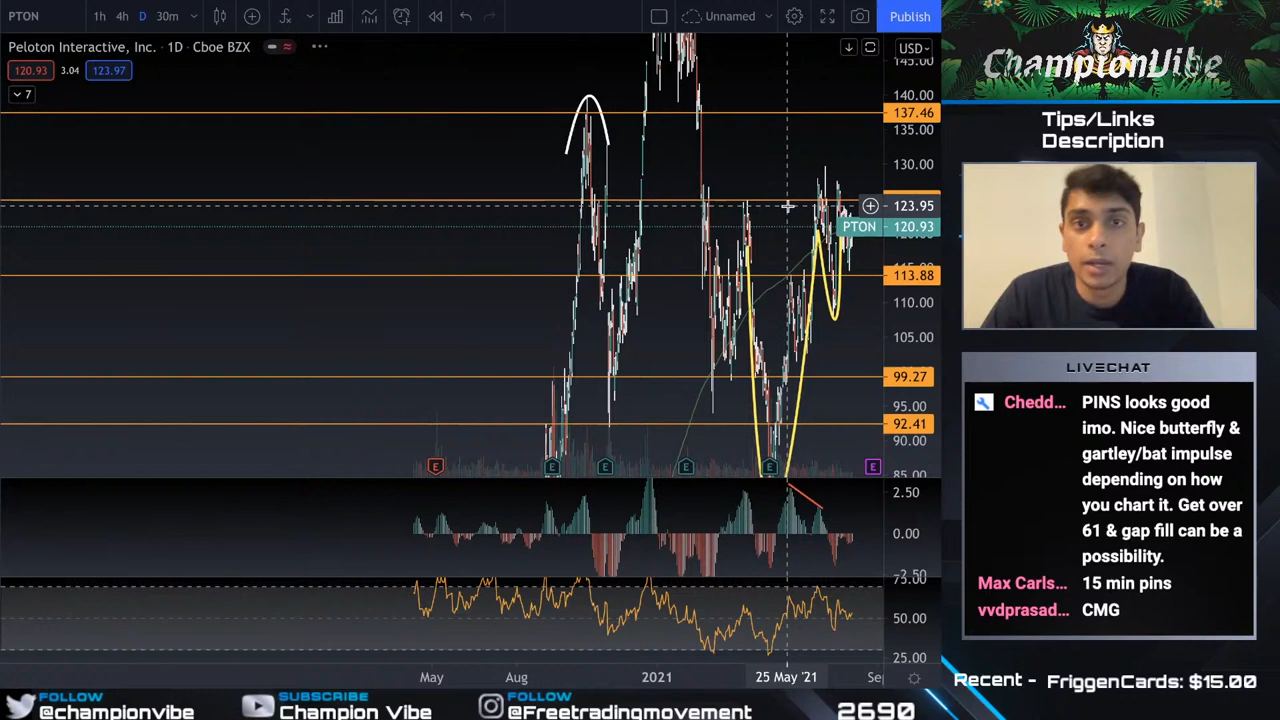 PTON
1h 4h D 30m
Unnamed
Publish
Peloton Interactive, Inc. · 1D · Cboe BZX
USD
120.93 3.04 123.97
7
145.00
140.00
137.46
135.00
130.00
123.95
PTON 120.93
113.88
110.00
105.00
99.27
95.00
92.41
90.00
85.00
E E E E E E
2.50
0.00
75.00
50.00
25.00
May Aug 2021 25 May '21 Sep
ChampionVibe
Tips/Links
Description
LIVECHAT
Chedd... PINS looks good
imo. Nice butterfly &
gartley/bat impulse
depending on how
you chart it. Get over
61 & gap fill can be a
possibility.
Max Carls... 15 min pins
vvdprasad... CMG
Recent - FriggenCards: $15.00
FOLLOW
@championvibe
SUBSCRIBE
Champion Vibe
FOLLOW
@Freetradingmovement
2690